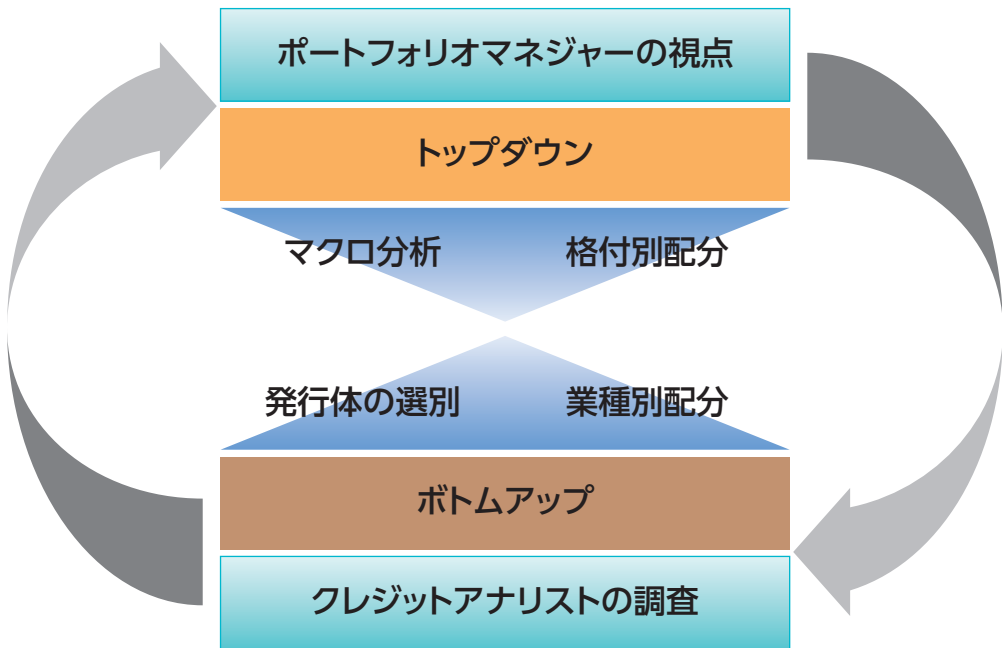 ポートフォリオマネジャーの視点
トップダウン
マクロ分析 格付別配分
発行体の選別 業種別配分
ボトムアップ
クレジットアナリストの調査